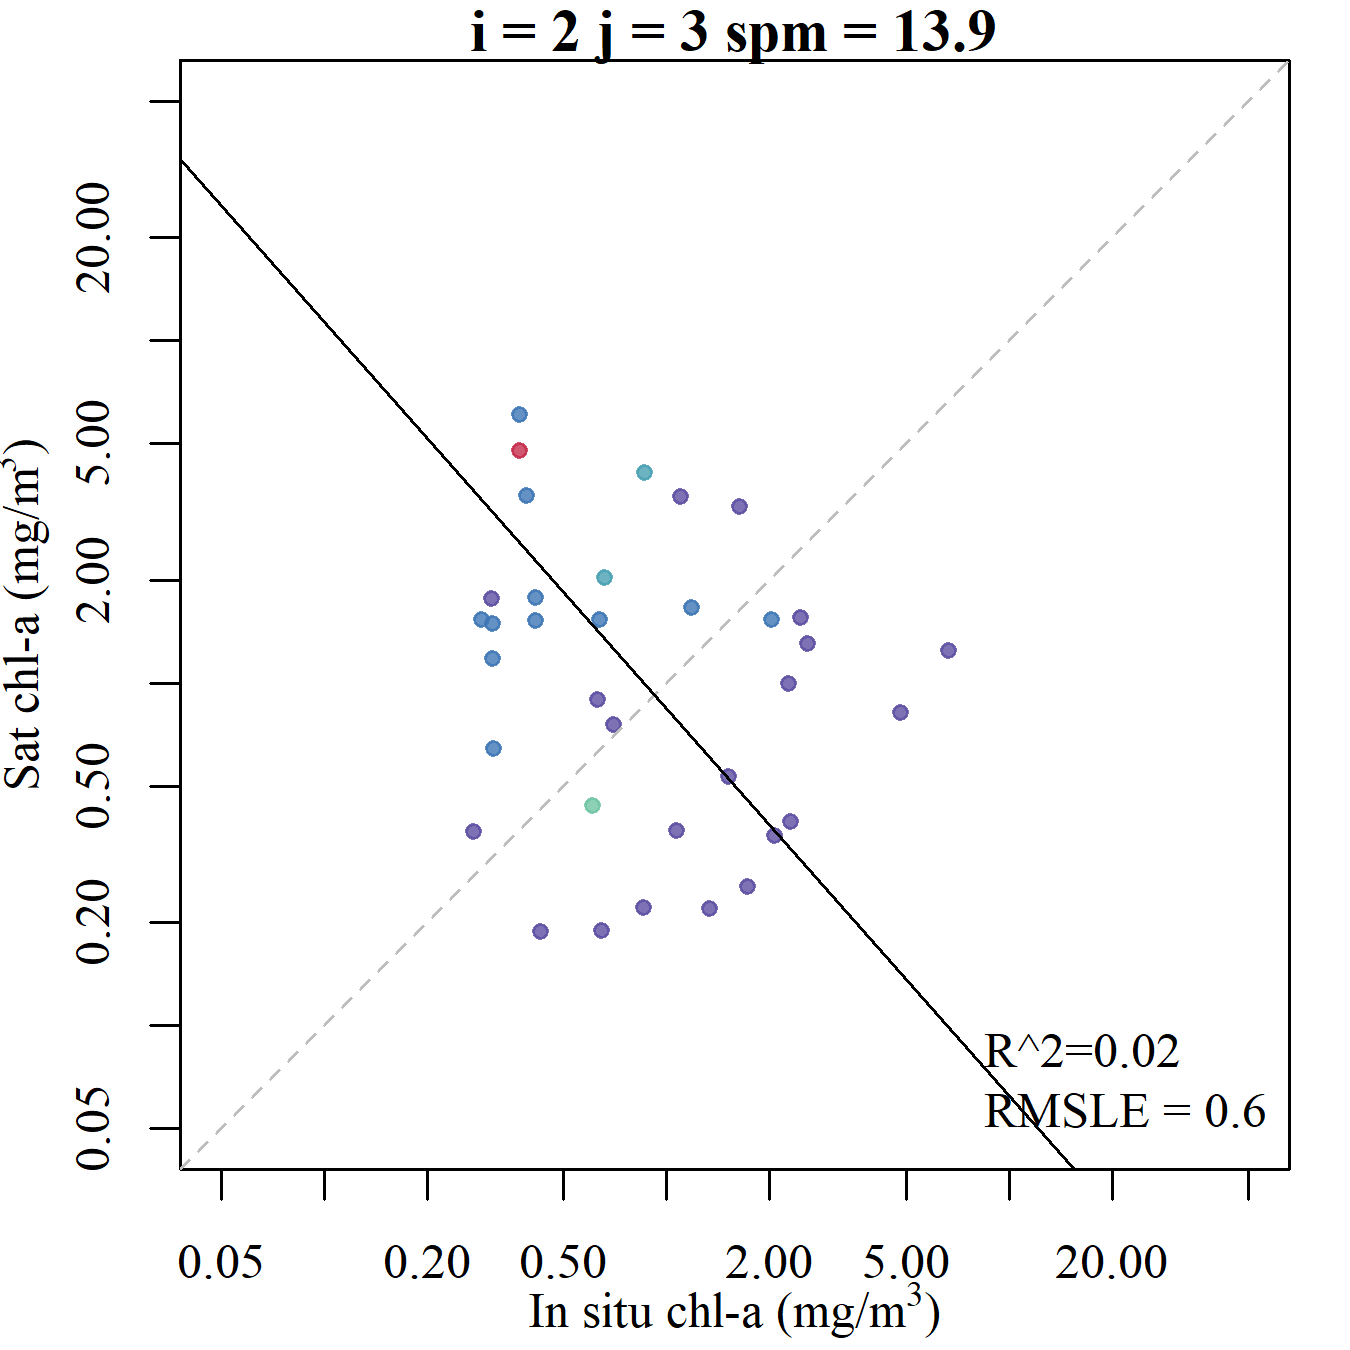 i = 2 j = 3 spm = 13.9
Sat chl-a (mg/m³)
20.00
5.00
2.00
0.50
0.20
0.05
R^2=0.02
RMSLE = 0.6
0.05 0.20 0.50 2.00 5.00 20.00
In situ chl-a (mg/m³)